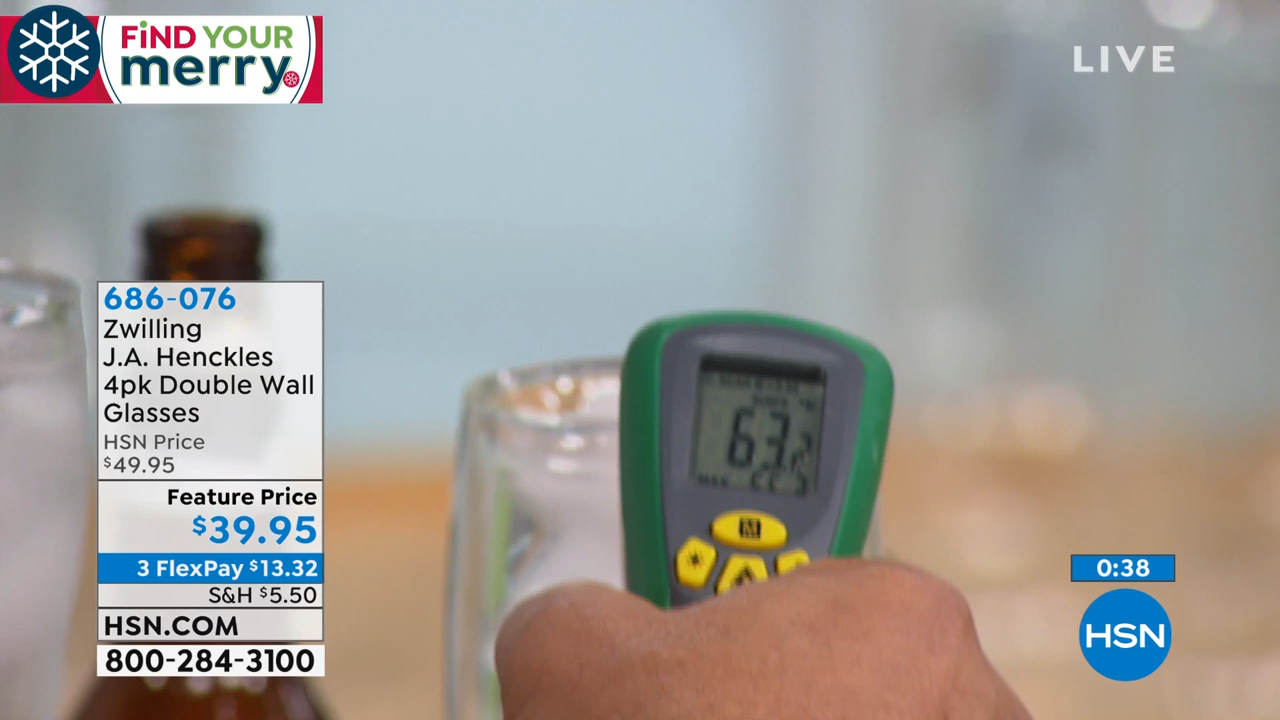 FiND YOUR
merry
LIVE
686-076
Zwilling
J.A. Henckles
4pk Double Wall
Glasses
HSN Price
$49.95
Feature Price
$39.95
3 FlexPay $13.32
S&H $5.50
HSN.COM
800-284-3100
63.2
MAX
M
0:38
HSN